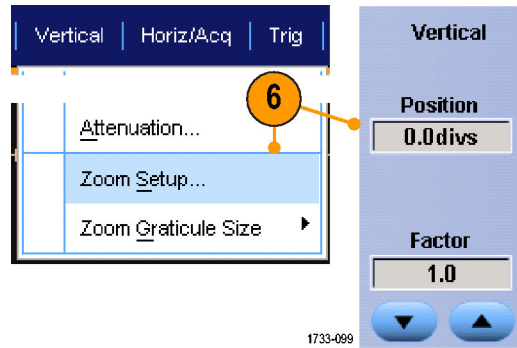 Vertical | Horiz/Acq | Trig
Attenuation...
Zoom Setup...
Zoom Graticule Size
6
Vertical
Position
0.0divs
Factor
1.0
1733-099